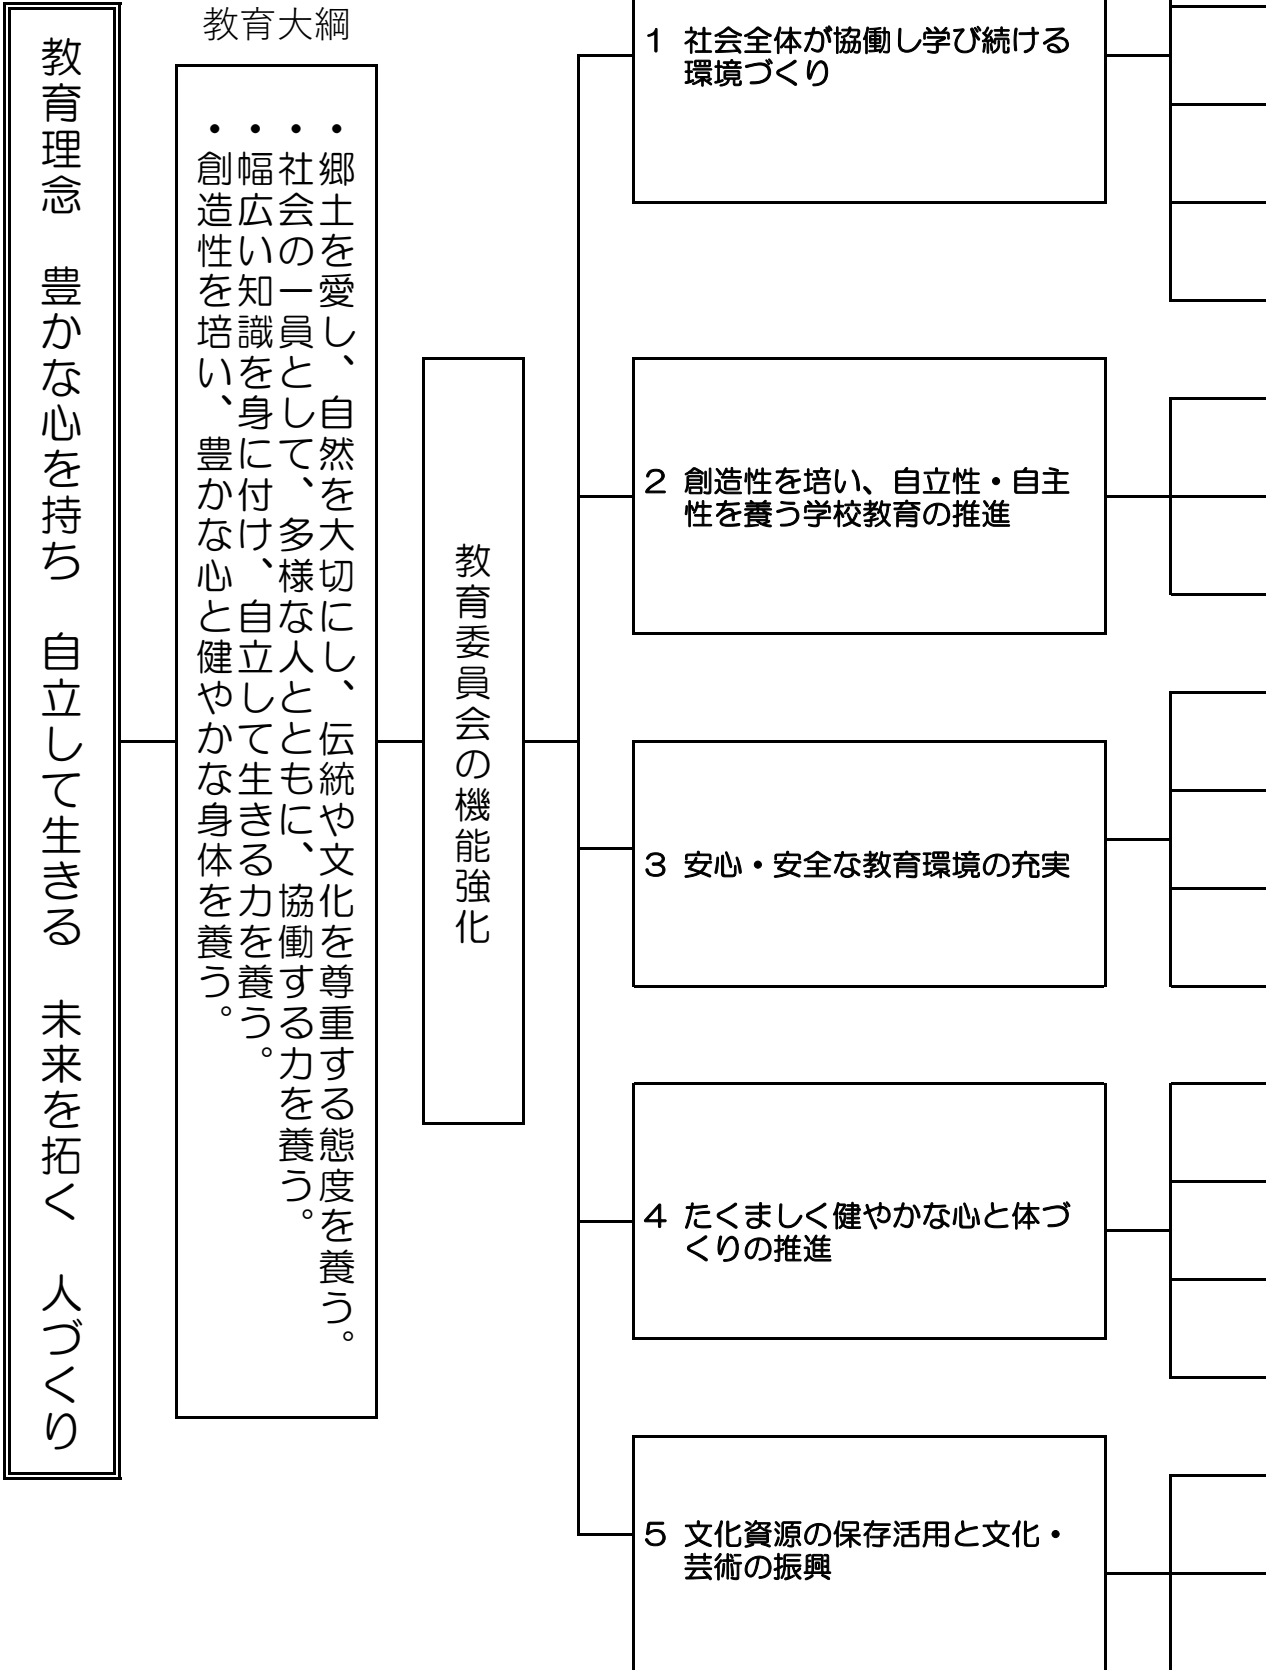 教育理念　豊かな心を持ち　自立して生きる　未来を拓く　人づくり
教育大綱
・郷土を愛し、自然を大切にし、伝統や文化を尊重する態度を養う。
・社会の一員として、多様な人とともに、協働する力を養う。
・幅広い知識を身に付け、自立して生きる力を養う。
・創造性を培い、豊かな心と健やかな身体を養う。
教育委員会の機能強化
１ 社会全体が協働し学び続ける
環境づくり
２ 創造性を培い、自立性・自主
性を養う学校教育の推進
３ 安心・安全な教育環境の充実
４ たくましく健やかな心と体づ
くりの推進
５ 文化資源の保存活用と文化・
芸術の振興